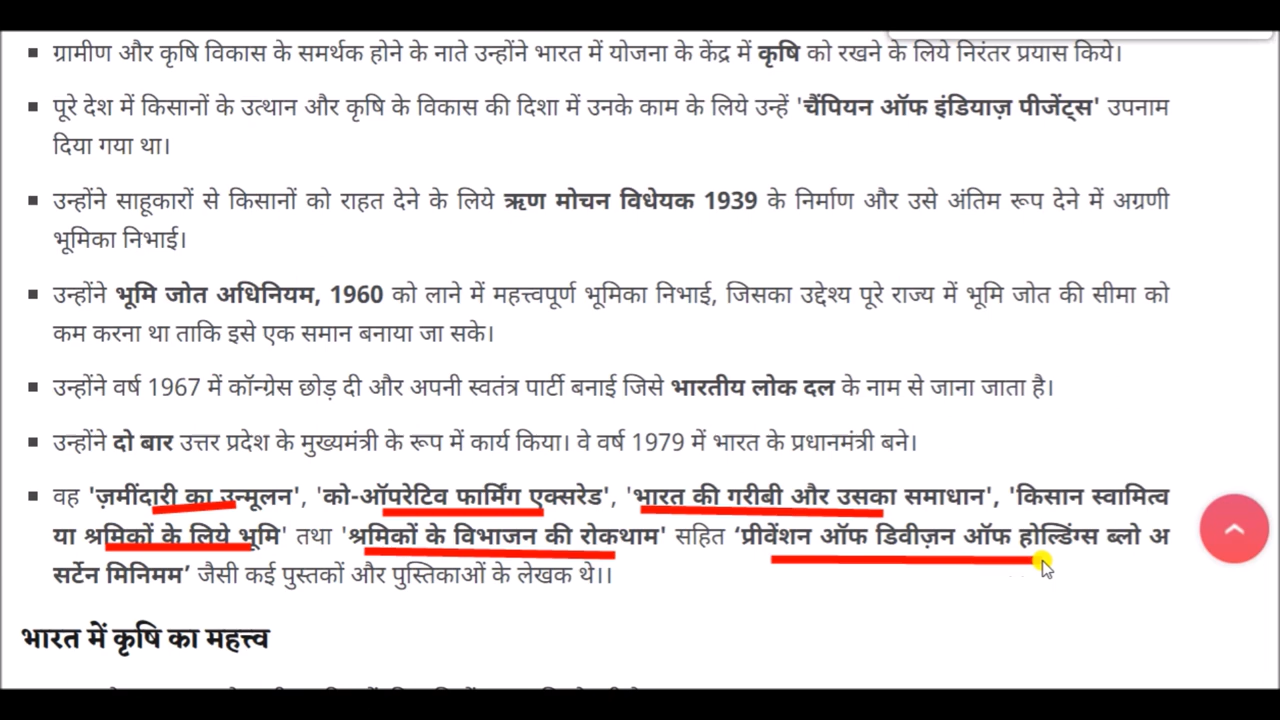 ▪ ग्रामीण और कृषि विकास के समर्थक होने के नाते उन्होंने भारत में योजना के केंद्र में कृषि को रखने के लिये निरंतर प्रयास किये।
▪ पूरे देश में किसानों के उत्थान और कृषि के विकास की दिशा में उनके काम के लिये उन्हें 'चैंपियन ऑफ इंडियाज़ पीजेंट्स' उपनाम
दिया गया था।
▪ उन्होंने साहूकारों से किसानों को राहत देने के लिये ऋण मोचन विधेयक 1939 के निर्माण और उसे अंतिम रूप देने में अग्रणी
भूमिका निभाई।
▪ उन्होंने भूमि जोत अधिनियम, 1960 को लाने में महत्त्वपूर्ण भूमिका निभाई, जिसका उद्देश्य पूरे राज्य में भूमि जोत की सीमा को
कम करना था ताकि इसे एक समान बनाया जा सके।
▪ उन्होंने वर्ष 1967 में कॉन्ग्रेस छोड़ दी और अपनी स्वतंत्र पार्टी बनाई जिसे भारतीय लोक दल के नाम से जाना जाता है।
▪ उन्होंने दो बार उत्तर प्रदेश के मुख्यमंत्री के रूप में कार्य किया। वे वर्ष 1979 में भारत के प्रधानमंत्री बने।
▪ वह 'ज़मींदारी का उन्मूलन', 'को-ऑपरेटिव फार्मिंग एक्सरेड', 'भारत की गरीबी और उसका समाधान', 'किसान स्वामित्व
या श्रमिकों के लिये भूमि' तथा 'श्रमिकों के विभाजन की रोकथाम' सहित ‘प्रीवेंशन ऑफ डिवीज़न ऑफ होल्डिंग्स ब्लो अ
सर्टेन मिनिमम’ जैसी कई पुस्तकों और पुस्तिकाओं के लेखक थे।।
भारत में कृषि का महत्त्व